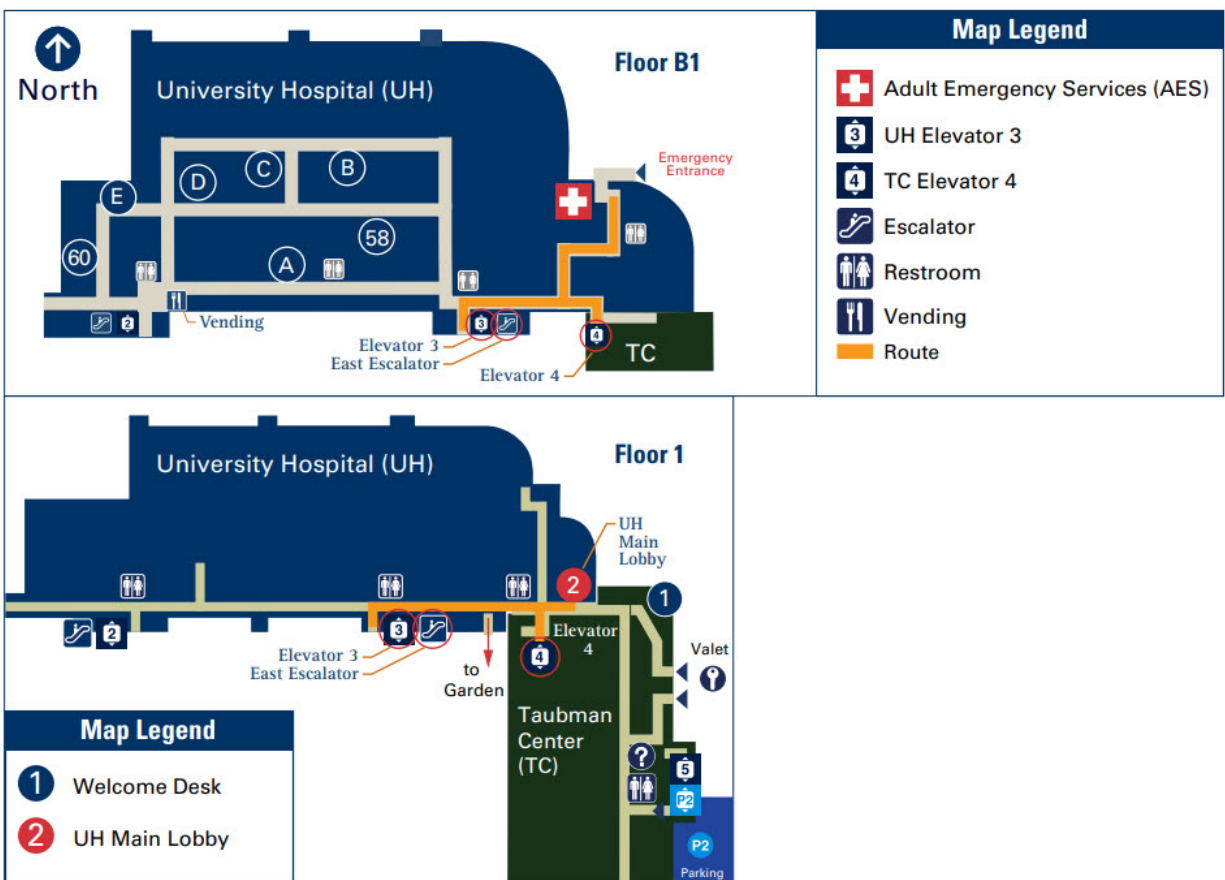 North
University Hospital (UH)
Floor B1
Emergency
Entrance
C
B
D
E
60
58
A
Vending
2
3
4
Elevator 3
East Escalator
Elevator 4
TC
Map Legend
Adult Emergency Services (AES)
3
UH Elevator 3
4
TC Elevator 4
Escalator
Restroom
Vending
Route
University Hospital (UH)
Floor 1
UH
Main
Lobby
2
1
2
3
Elevator 3
East Escalator
to
Garden
Elevator
4
4
Valet
Taubman
Center
(TC)
?
5
P2
P2
Parking
Map Legend
1 Welcome Desk
2 UH Main Lobby